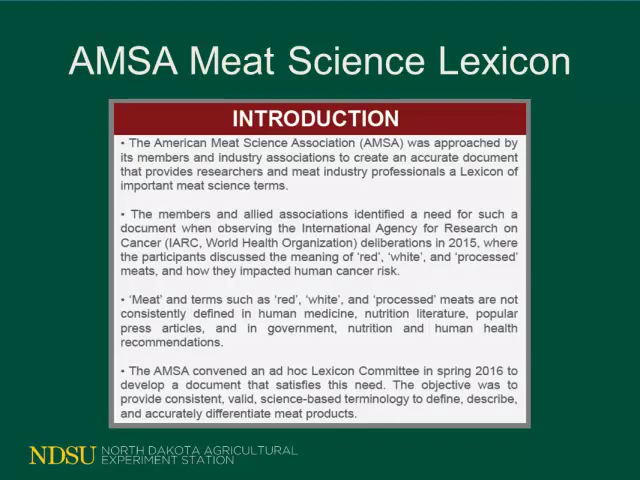 AMSA Meat Science Lexicon
INTRODUCTION
• The American Meat Science Association (AMSA) was approached by
its members and industry associations to create an accurate document
that provides researchers and meat industry professionals a Lexicon of
important meat science terms.
• The members and allied associations identified a need for such a
document when observing the International Agency for Research on
Cancer (IARC, World Health Organization) deliberations in 2015, where
the participants discussed the meaning of ‘red’, ‘white’, and ‘processed’
meats, and how they impacted human cancer risk.
• ‘Meat’ and terms such as ‘red’, ‘white’, and ‘processed’ meats are not
consistently defined in human medicine, nutrition literature, popular
press articles, and in government, nutrition and human health
recommendations.
• The AMSA convened an ad hoc Lexicon Committee in spring 2016 to
develop a document that satisfies this need. The objective was to
provide consistent, valid, science-based terminology to define, describe,
and accurately differentiate meat products.
NDSU NORTH DAKOTA AGRICULTURAL
EXPERIMENT STATION